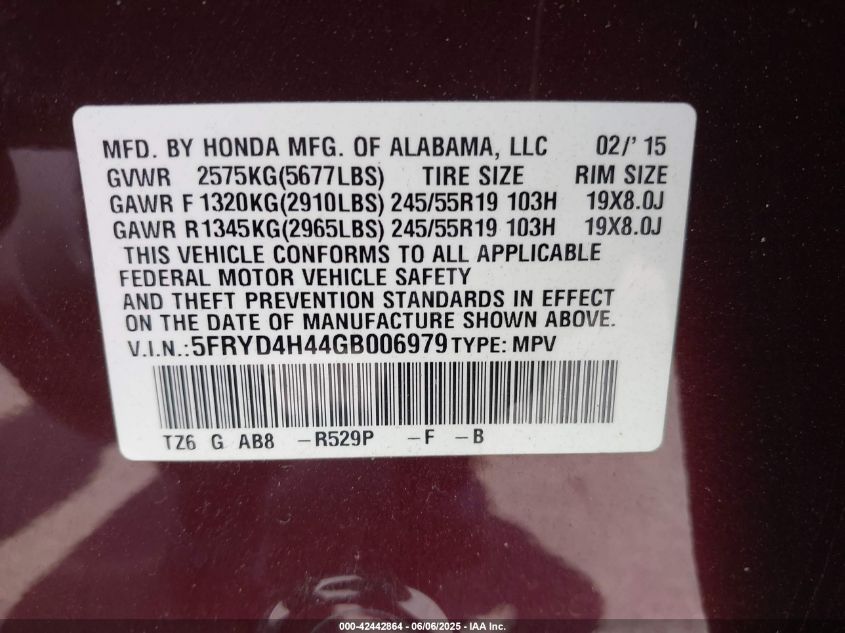 MFD. BY HONDA MFG. OF ALABAMA, LLC 02/' 15
GVWR 2575KG(5677LBS) TIRE SIZE RIM SIZE
GAWR F 1320KG(2910LBS) 245/55R19 103H 19X8.0J
GAWR R 1345KG(2965LBS) 245/55R19 103H 19X8.0J
THIS VEHICLE CONFORMS TO ALL APPLICABLE
FEDERAL MOTOR VEHICLE SAFETY
AND THEFT PREVENTION STANDARDS IN EFFECT
ON THE DATE OF MANUFACTURE SHOWN ABOVE.
V.I.N.:5FRYD4H44GB006979 TYPE: MPV
TZ6 G AB8 -R529P -F -B
000-42442864 - 06/06/2025 - IAA Inc.